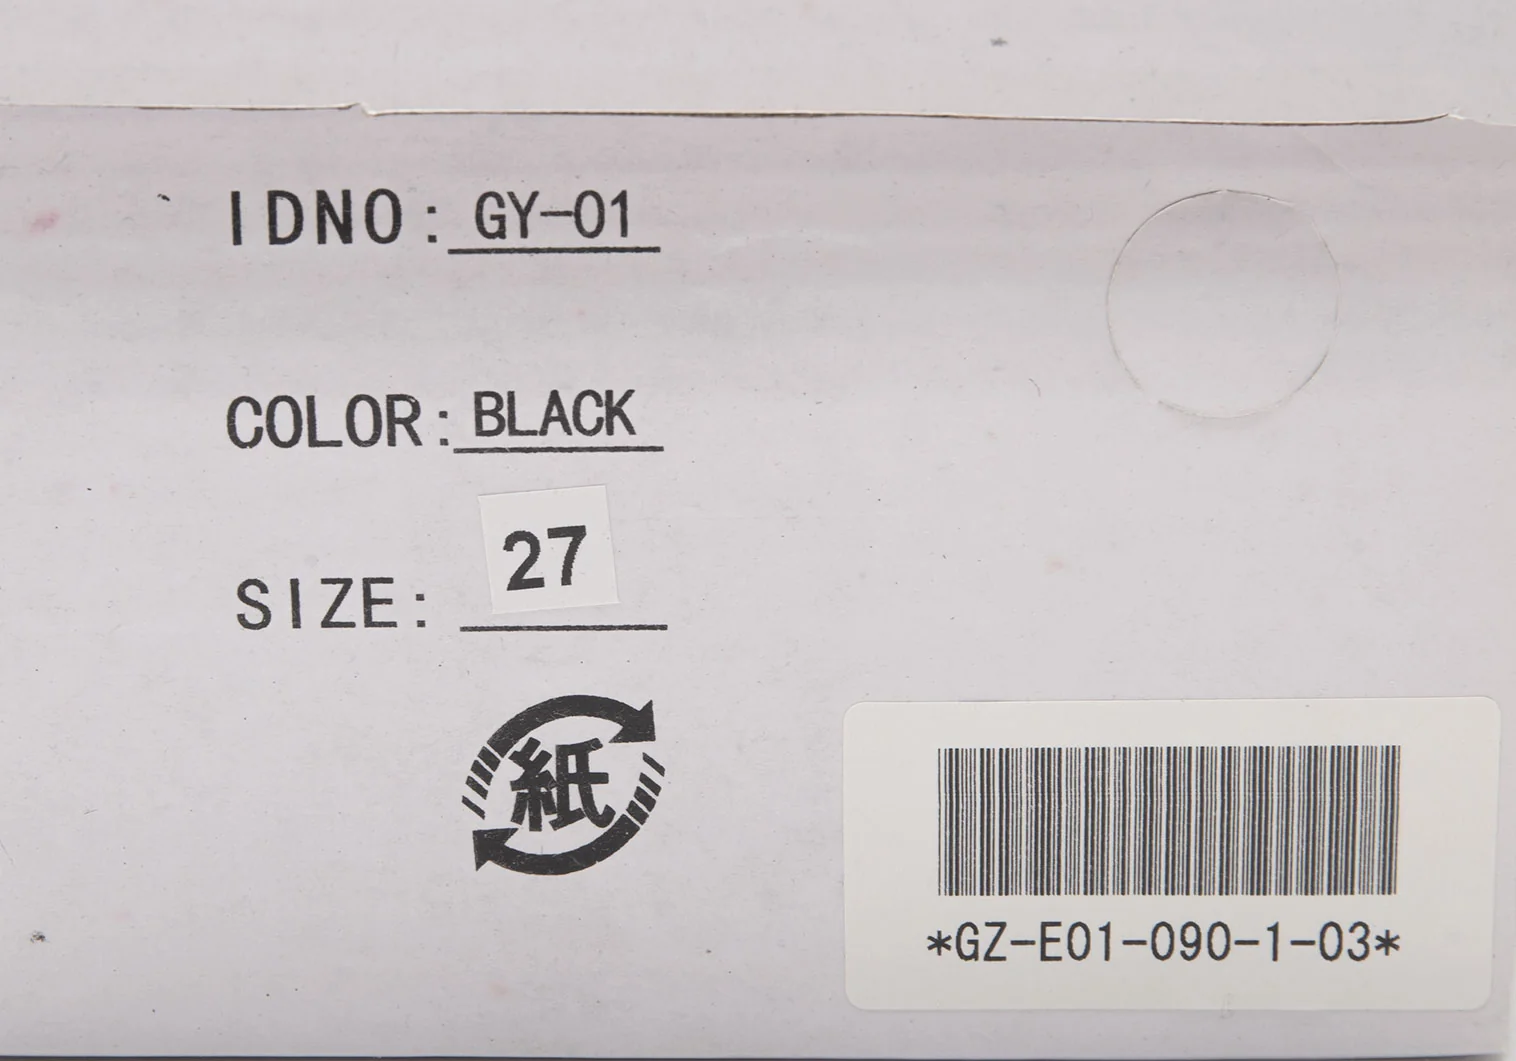 IDNO: GY-01
COLOR: BLACK
SIZE: 27
紙
*GZ-E01-090-1-03*